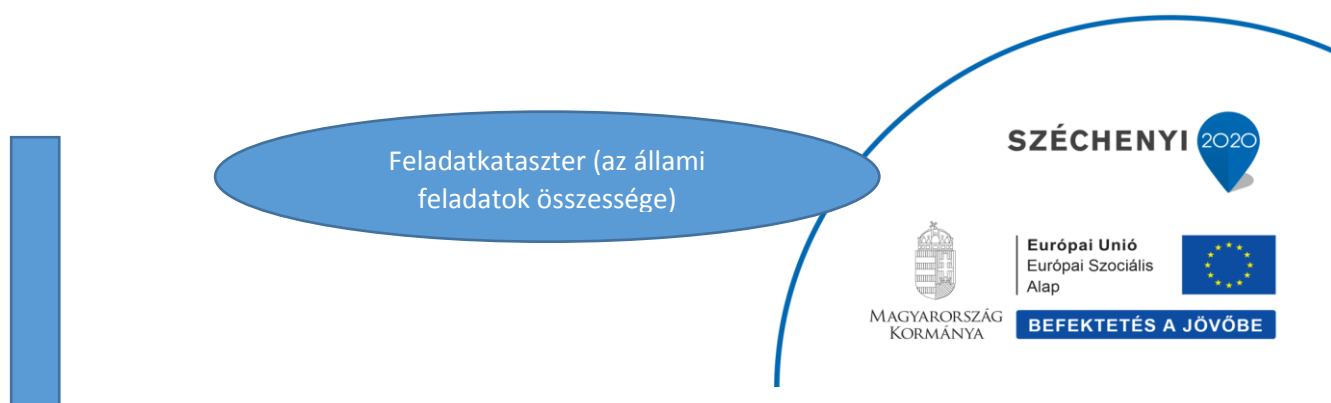 Feladatkataszter (az állami
feladatok összessége)
SZÉCHENYI 2020
Európai Unió
Európai Szociális
Alap
MAGYARORSZÁG
KORMÁNYA
BEFEKTETÉS A JÖVŐBE